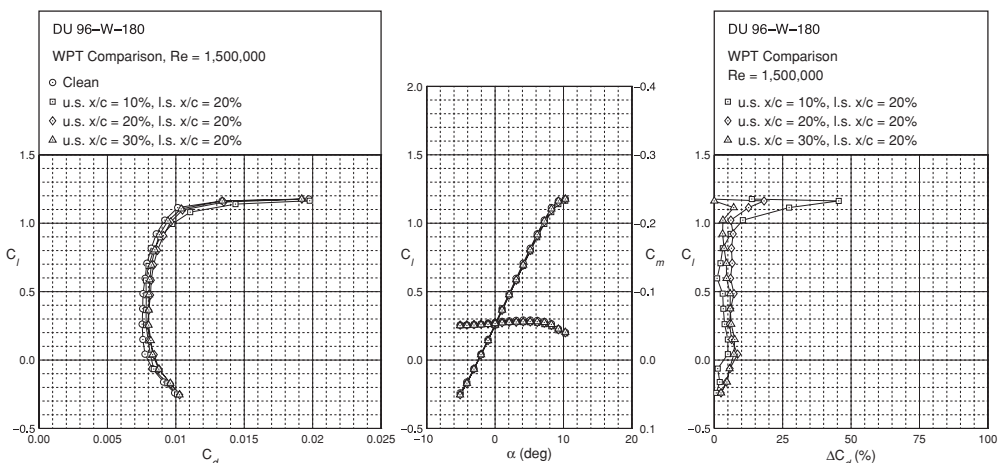 DU 96–W–180
WPT Comparison, Re = 1,500,000
Clean
u.s. x/c = 10%, l.s. x/c = 20%
u.s. x/c = 20%, l.s. x/c = 20%
u.s. x/c = 30%, l.s. x/c = 20%
1.5
1.0
C_l
0.5
0.0
–0.5
0.00
0.005
0.01
0.015
0.02
0.025
C_d
2.0
1.5
1.0
C_l
0.5
0.0
–0.5
–0.4
–0.3
–0.2
C_m
–0.1
0.0
0.1
–10
0
10
20
α (deg)
DU 96–W–180
WPT Comparison
Re = 1,500,000
u.s. x/c = 10%, l.s. x/c = 20%
u.s. x/c = 20%, l.s. x/c = 20%
u.s. x/c = 30%, l.s. x/c = 20%
1.5
1.0
C_l
0.5
0.0
–0.5
0
25
50
75
100
ΔC_d (%)